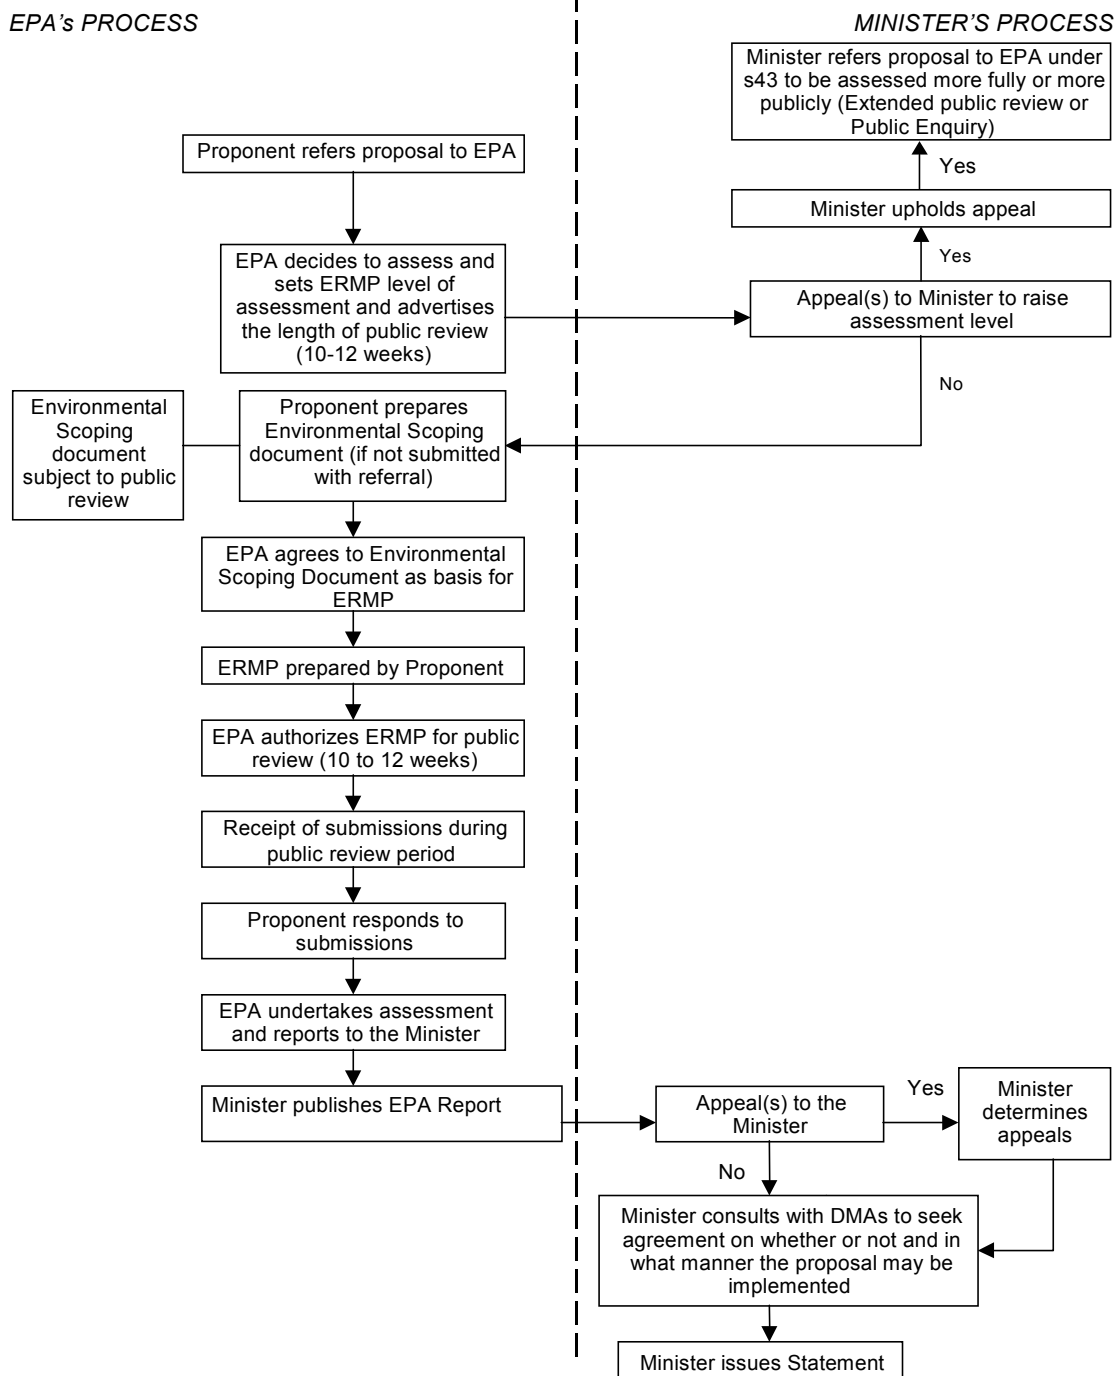 EPA's PROCESS
MINISTER'S PROCESS
Minister refers proposal to EPA under
s43 to be assessed more fully or more
publicly (Extended public review or
Public Enquiry)
Proponent refers proposal to EPA
Yes
Minister upholds appeal
EPA decides to assess and
sets ERMP level of
assessment and advertises
the length of public review
(10-12 weeks)
Yes
Appeal(s) to Minister to raise
assessment level
No
Environmental
Scoping
document
subject to public
review
Proponent prepares
Environmental Scoping
document (if not submitted
with referral)
EPA agrees to Environmental
Scoping Document as basis for
ERMP
ERMP prepared by Proponent
EPA authorizes ERMP for public
review (10 to 12 weeks)
Receipt of submissions during
public review period
Proponent responds to
submissions
EPA undertakes assessment
and reports to the Minister
Minister publishes EPA Report
Appeal(s) to the
Minister
Yes
Minister
determines
appeals
No
Minister consults with DMAs to seek
agreement on whether or not and in
what manner the proposal may be
implemented
Minister issues Statement